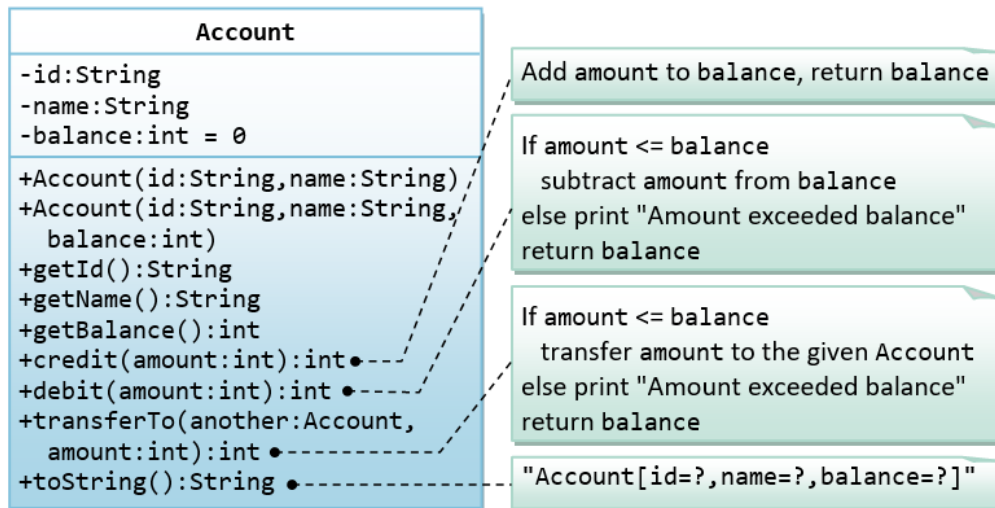 Account
-id:String
-name:String
-balance:int = 0
+Account(id:String,name:String)
+Account(id:String,name:String,
balance:int)
+getId():String
+getName():String
+getBalance():int
+credit(amount:int):int
+debit(amount:int):int
+transferTo(another:Account,
amount:int):int
+toString():String
Add amount to balance, return balance
If amount <= balance
subtract amount from balance
else print "Amount exceeded balance"
return balance
If amount <= balance
transfer amount to the given Account
else print "Amount exceeded balance"
return balance
"Account[id=?,name=?,balance=?]"